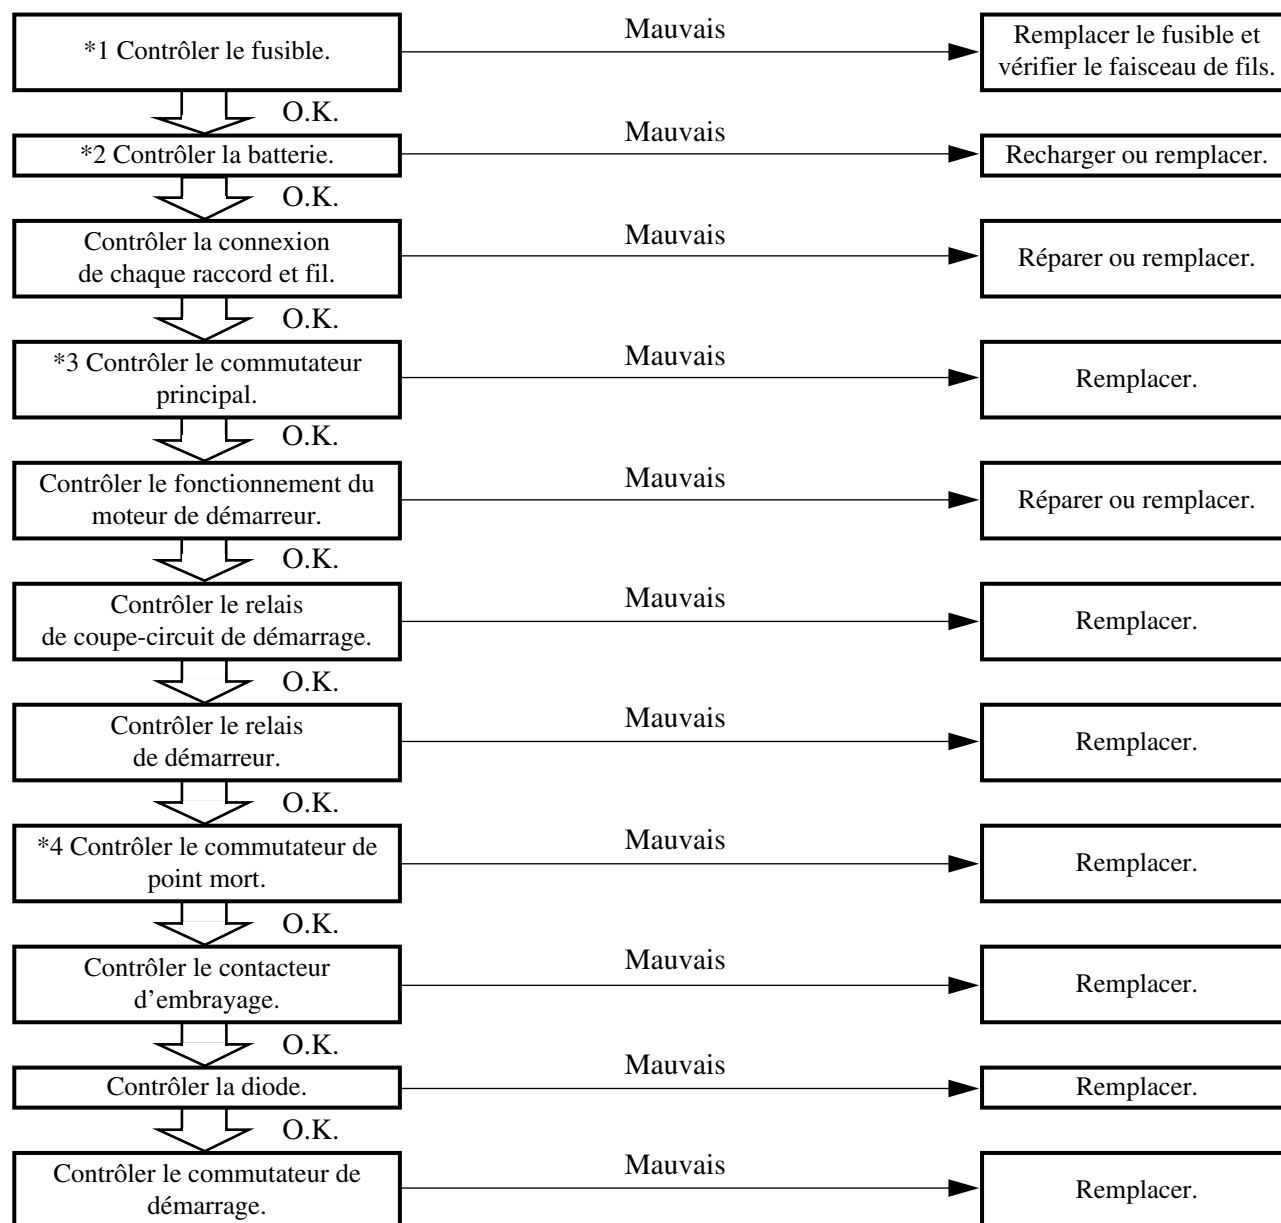 *1 Contrôler le fusible.
Mauvais
Remplacer le fusible et
vérifier le faisceau de fils.
O.K.
*2 Contrôler la batterie.
Mauvais
Recharger ou remplacer.
O.K.
Contrôler la connexion
de chaque raccord et fil.
Mauvais
Réparer ou remplacer.
O.K.
*3 Contrôler le commutateur
principal.
Mauvais
Remplacer.
O.K.
Contrôler le fonctionnement du
moteur de démarreur.
Mauvais
Réparer ou remplacer.
O.K.
Contrôler le relais
de coupe-circuit de démarrage.
Mauvais
Remplacer.
O.K.
Contrôler le relais
de démarreur.
Mauvais
Remplacer.
O.K.
*4 Contrôler le commutateur de
point mort.
Mauvais
Remplacer.
O.K.
Contrôler le contacteur
d’embrayage.
Mauvais
Remplacer.
O.K.
Contrôler la diode.
Mauvais
Remplacer.
O.K.
Contrôler le commutateur de
démarrage.
Mauvais
Remplacer.